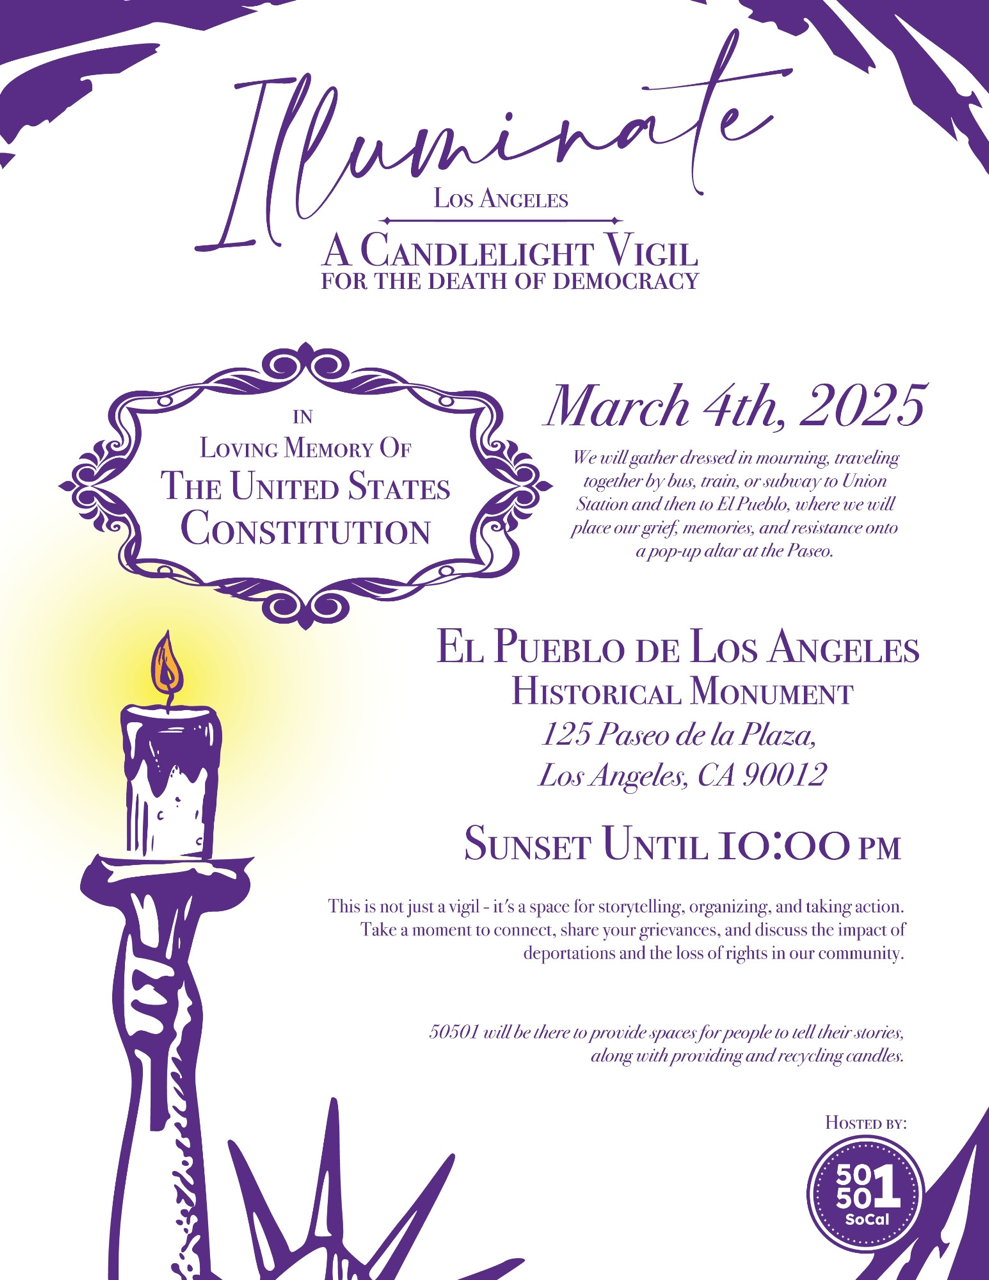 Illuminate
Los Angeles
A Candlelight Vigil
for the death of democracy
in
Loving Memory Of
The United States
Constitution
March 4th, 2025
We will gather dressed in mourning, traveling
together by bus, train, or subway to Union
Station and then to El Pueblo, where we will
place our grief, memories, and resistance onto
a pop-up altar at the Paseo.
El Pueblo de Los Angeles
Historical Monument
125 Paseo de la Plaza,
Los Angeles, CA 90012
Sunset Until 10:00 pm
This is not just a vigil - it's a space for storytelling, organizing, and taking action.
Take a moment to connect, share your grievances, and discuss the impact of
deportations and the loss of rights in our community.
50501 will be there to provide spaces for people to tell their stories,
along with providing and recycling candles.
Hosted by:
50
50 1
SoCal